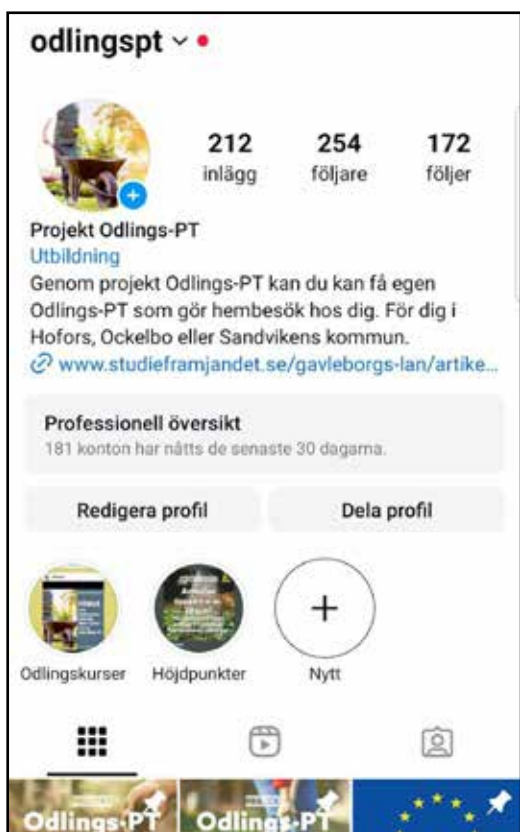 odlingspt
212 254 172
inlägg följare följer
Projekt Odlings-PT
Utbildning
Genom projekt Odlings-PT kan du kan få egen
Odlings-PT som gör hembesök hos dig. För dig i
Hofors, Ockelbo eller Sandvikens kommun.
www.studieframjandet.se/gavleborgs-lan/artike...
Professionell översikt
181 konton har nåtts de senaste 30 dagarna.
Redigera profil Dela profil
Odlingskurser Höjdpunkter Nytt
Odlings-PT Odlings-PT